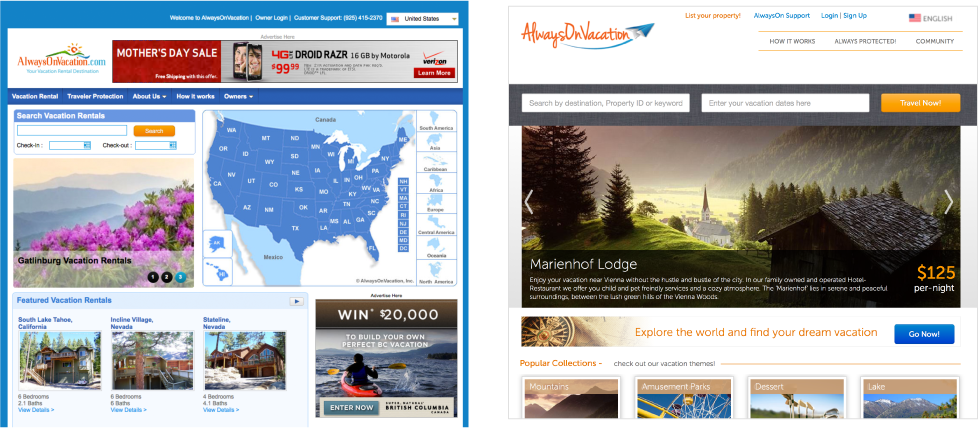 Welcome to AlwaysOnVacation | Owner Login | Customer Support: (925) 415-2370
United States
Advertise Here
AlwaysOnVacation.com
Your Vacation Rental Destination
MOTHER'S DAY SALE
Free Shipping with this offer.
4G LTE DROID RAZR 16 GB by Motorola
$99.99
verizon
Learn More
Vacation Rental
Traveler Protection
About Us
How it works
Owners
Search Vacation Rentals
Search
Check-in :
Check-out :
Gatlinburg Vacation Rentals
1 2 3
Canada
WA
MT
ND
MN
ME
OR
ID
WY
SD
WI
MI
NY
NV
UT
NE
IA
IL
IN
OH
PA
CA
CO
KS
MO
KY
WV
VA
AZ
NM
OK
AR
TN
NC
SC
TX
LA
MS
AL
GA
FL
NH
VT
MA
CT
RI
NJ
DE
MD
DC
AK
HI
Mexico
© AlwaysOnVacation, Inc.
South America
Asia
Caribbean
Africa
Europe
Central America
Oceania
North America
Featured Vacation Rentals
South Lake Tahoe,
California
6 Bedrooms
2.1 Baths
View Details >
Incline Village,
Nevada
6 Bedrooms
6 Baths
View Details >
Stateline,
Nevada
4 Bedrooms
4.1 Baths
View Details >
Advertise Here
WIN* $20,000
TO BUILD YOUR OWN
PERFECT BC VACATION
ENTER NOW
SUPER, NATURAL
BRITISH COLUMBIA
CANADA
AlwaysOnVacation
List your property!
AlwaysOn Support
Login | Sign Up
ENGLISH
HOW IT WORKS
ALWAYS PROTECTED!
COMMUNITY
Search by destination, Property ID or keyword
Enter your vacation dates here
Travel Now!
Marienhof Lodge
Enjoy your vacation near Vienna without the hustle and bustle of the city. In our family owned and operated Hotel-
Restaurant we offer you child and pet friendly services and a cozy atmosphere. The 'Marienhof' lies in serene and peaceful
surroundings, between the lush green hills of the Vienna Woods.
$125
per-night
Explore the world and find your dream vacation
Go Now!
Popular Collections - check out our vacation themes!
Mountains
Amusement Parks
Dessert
Lake